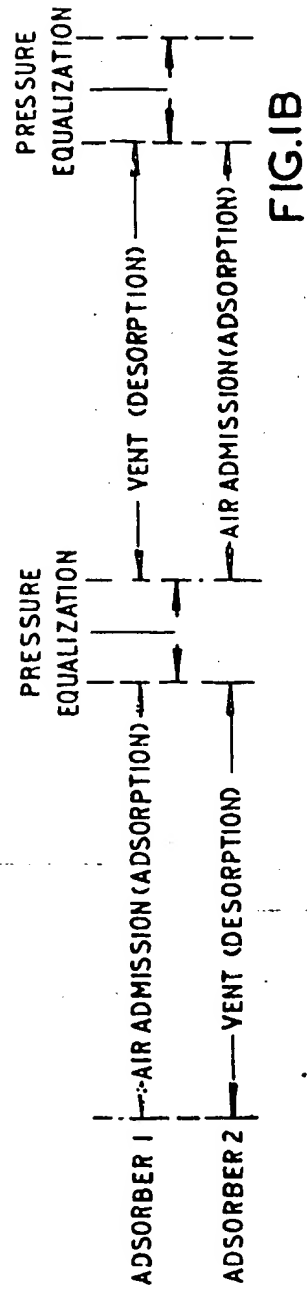 PRESSURE
EQUALIZATION
PRESSURE
EQUALIZATION
ADSORBER 1
AIR ADMISSION (ADSORPTION)
VENT (DESORPTION)
ADSORBER 2
VENT (DESORPTION)
AIR ADMISSION (ADSORPTION)
FIG.1B